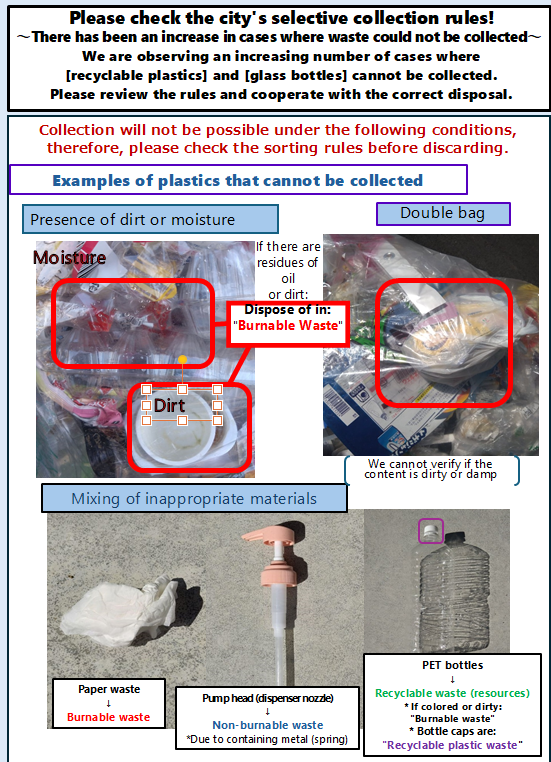 Please check the city's selective collection rules!
～There has been an increase in cases where waste could not be collected～
We are observing an increasing number of cases where
[recyclable plastics] and [glass bottles] cannot be collected.
Please review the rules and cooperate with the correct disposal.
Collection will not be possible under the following conditions,
therefore, please check the sorting rules before discarding.
Examples of plastics that cannot be collected
Presence of dirt or moisture
Double bag
Moisture
If there are
residues of
oil
or dirt:
Dispose of in:
"Burnable Waste"
Dirt
We cannot verify if the
content is dirty or damp
Mixing of inappropriate materials
Paper waste
↓
Burnable waste
Pump head (dispenser nozzle)
↓
Non-burnable waste
*Due to containing metal (spring)
PET bottles
↓
Recyclable waste (resources)
* If colored or dirty:
"Burnable waste"
* Bottle caps are:
"Recyclable plastic waste"